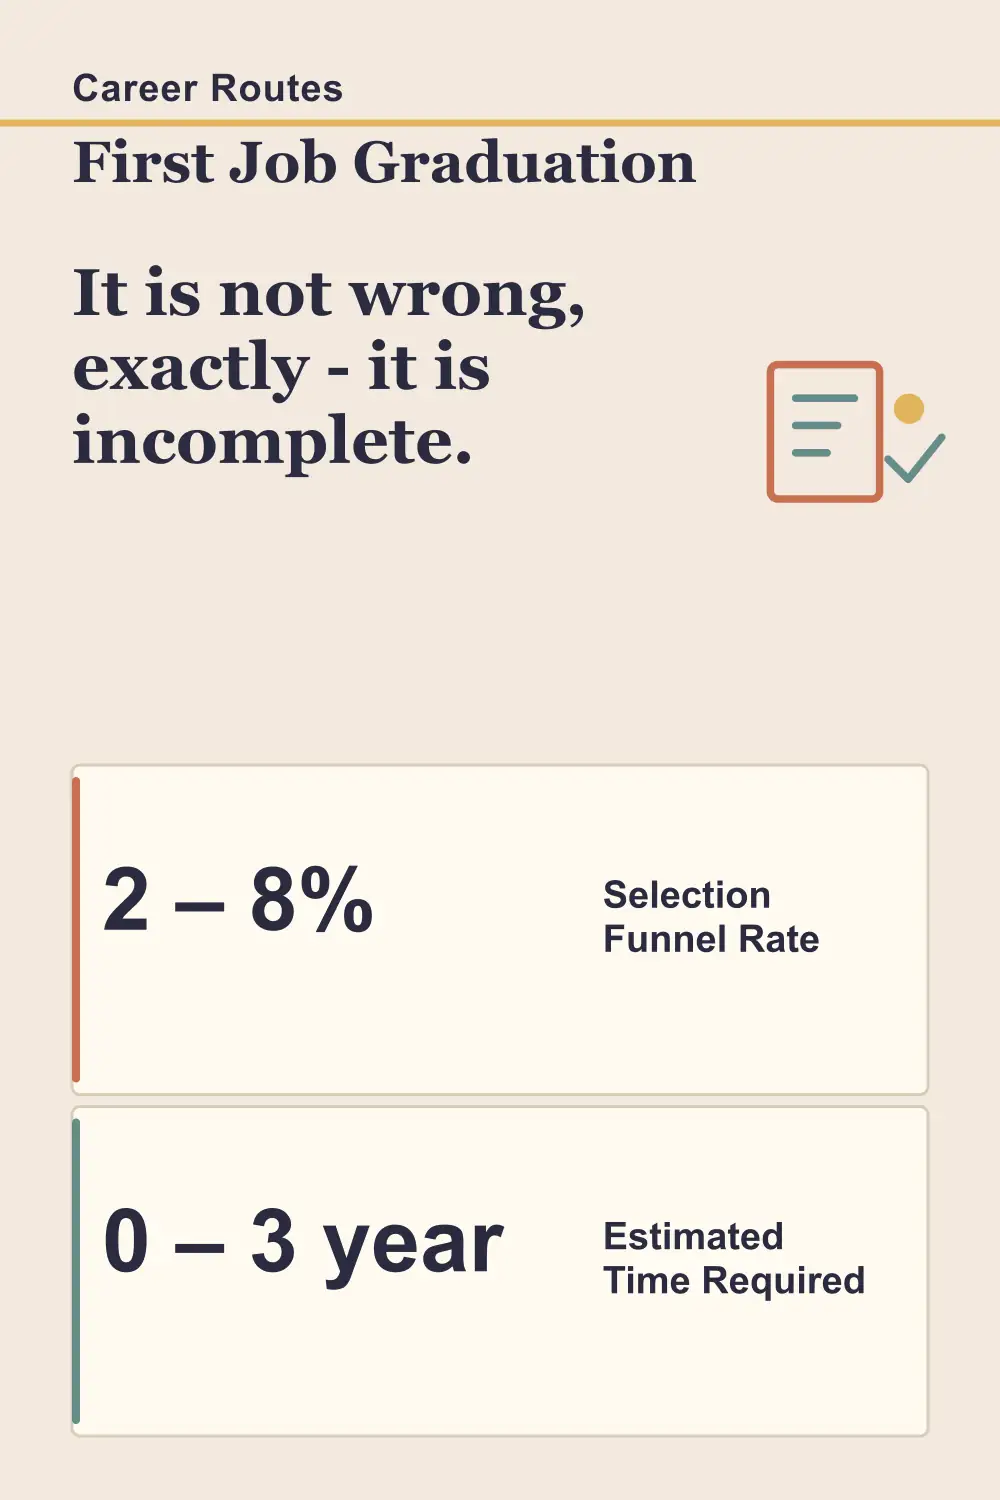 Career Routes
First Job Graduation
It is not wrong,
exactly - it is
incomplete.
2 – 8%
Selection
Funnel Rate
0 – 3 year
Estimated
Time Required